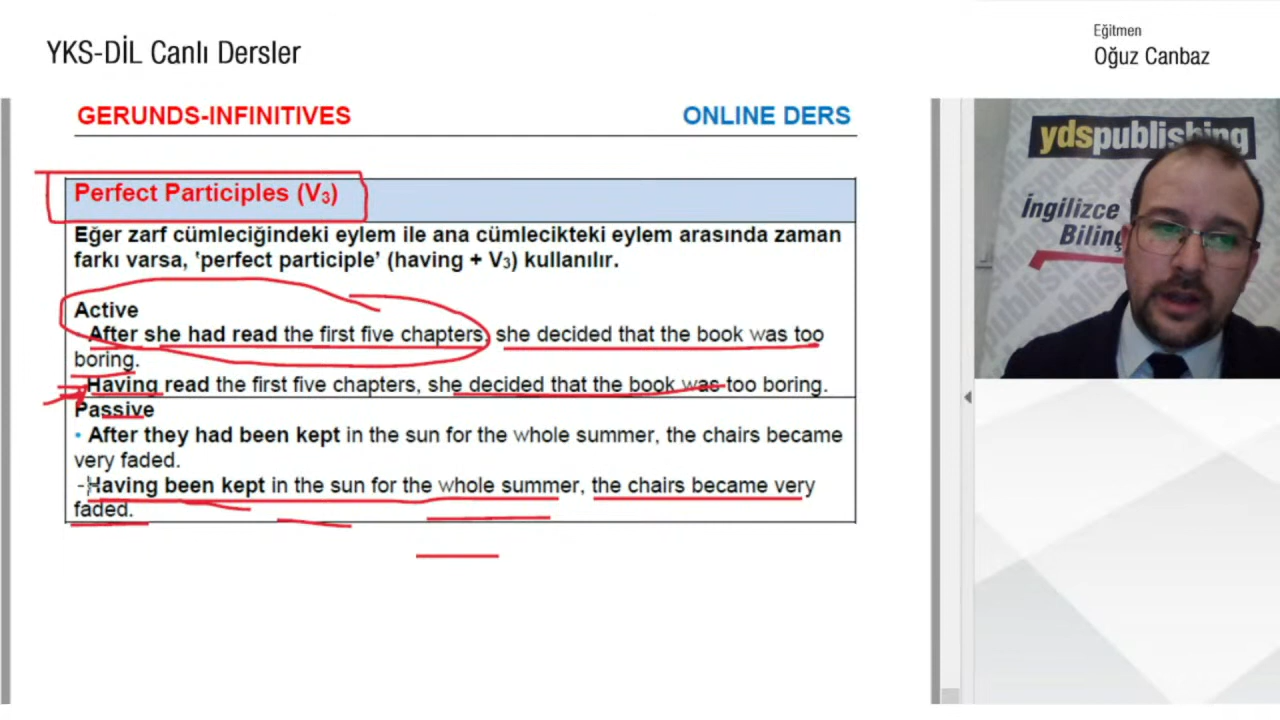 YKS-DİL Canlı Dersler
Eğitmen
Oğuz Canbaz
GERUNDS-INFINITIVES
ONLINE DERS
Perfect Participles (V₃)
Eğer zarf cümleciğindeki eylem ile ana cümlecikteki eylem arasında zaman
farkı varsa, 'perfect participle' (having + V₃) kullanılır.
Active
After she had read the first five chapters, she decided that the book was too
boring.
Having read the first five chapters, she decided that the book was too boring.
Passive
• After they had been kept in the sun for the whole summer, the chairs became
very faded.
-Having been kept in the sun for the whole summer, the chairs became very
faded.
ydspublishing
İngilizce